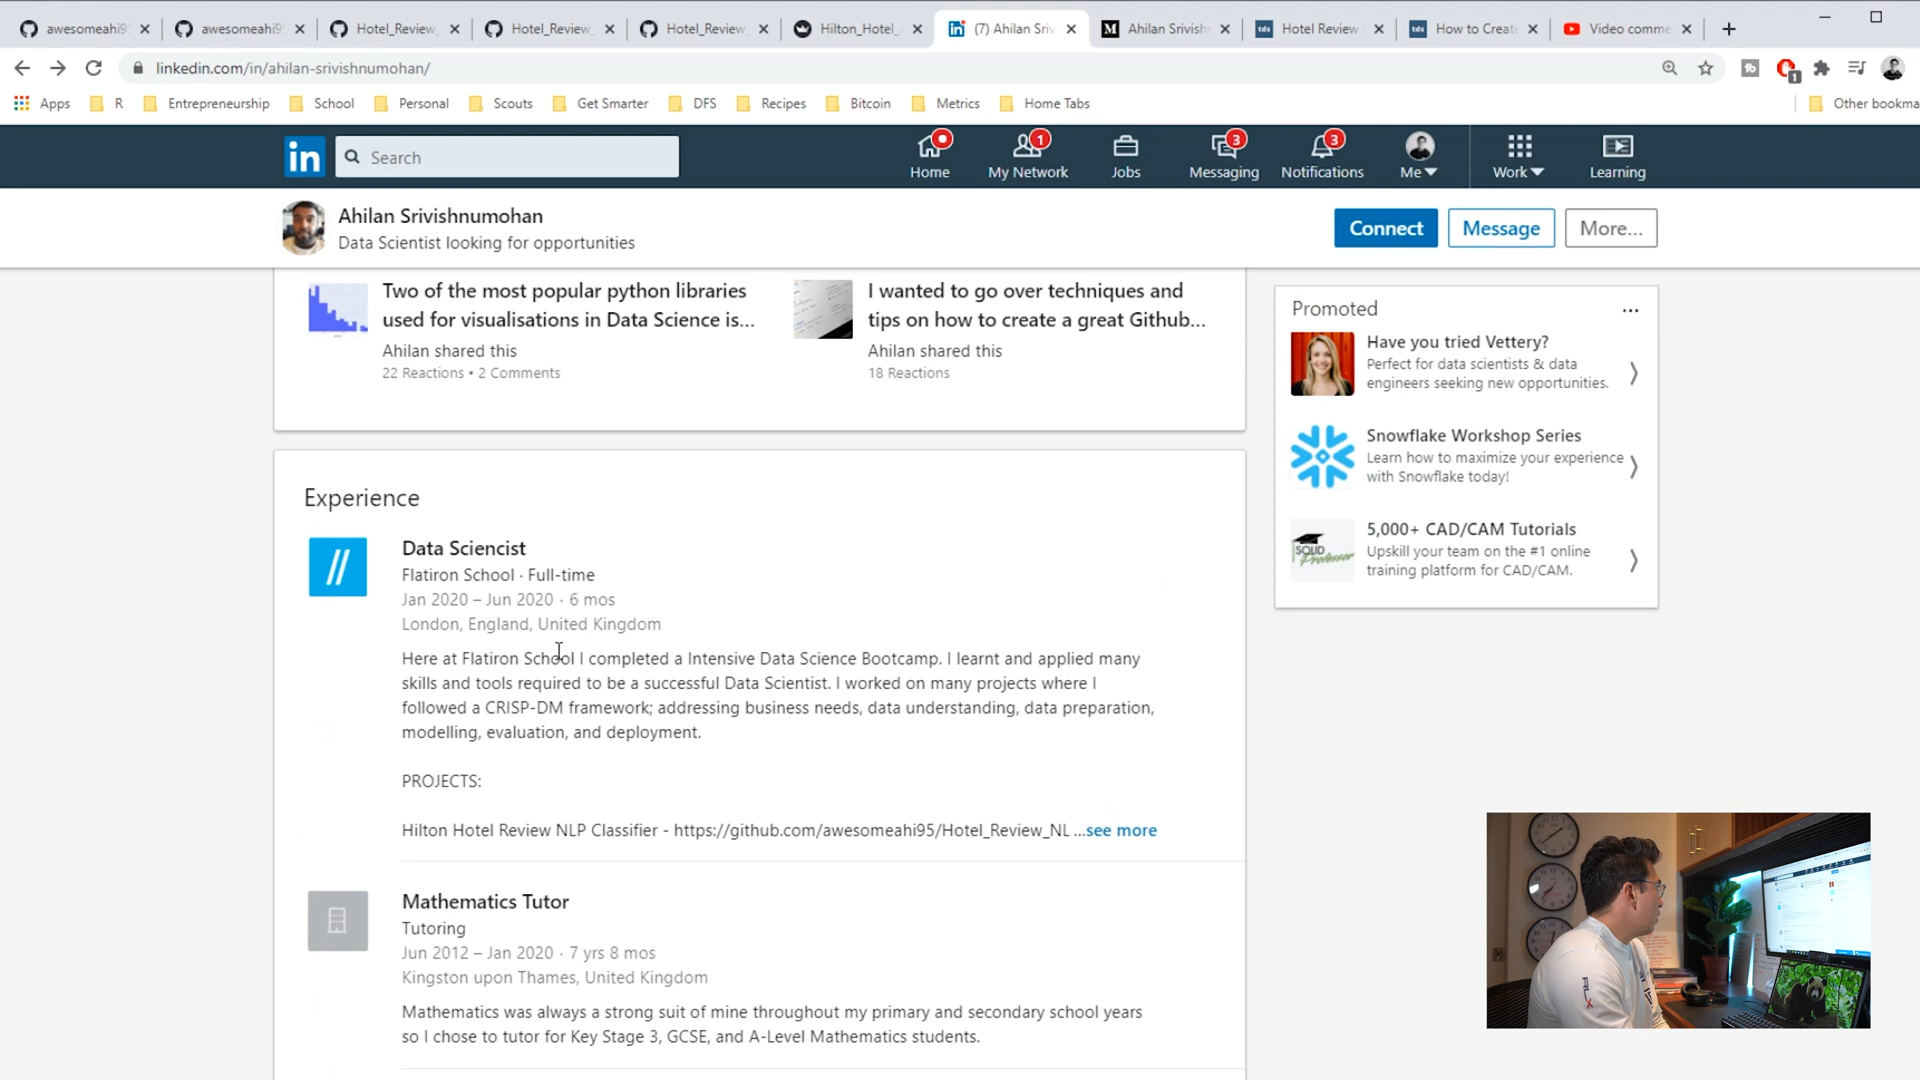 awesomeahi9
awesomeahi9
Hotel_Review_
Hotel_Review_
Hotel_Review_
Hilton_Hotel_
(7) Ahilan Sriv
Ahilan Srivish
Hotel Review
How to Create
Video comme
linkedin.com/in/ahilan-srivishnumohan/
1
Apps
R
Entrepreneurship
School
Personal
Scouts
Get Smarter
DFS
Recipes
Bitcoin
Metrics
Home Tabs
Other bookma
in
Search
Home
1
My Network
Jobs
3
Messaging
3
Notifications
Me
Work
Learning
Ahilan Srivishnumohan
Data Scientist looking for opportunities
Connect
Message
More...
Two of the most popular python libraries
used for visualisations in Data Science is...
Ahilan shared this
22 Reactions • 2 Comments
I wanted to go over techniques and
tips on how to create a great Github...
Ahilan shared this
18 Reactions
Promoted
Have you tried Vettery?
Perfect for data scientists & data
engineers seeking new opportunities.
Snowflake Workshop Series
Learn how to maximize your experience
with Snowflake today!
SOLID
Professor
5,000+ CAD/CAM Tutorials
Upskill your team on the #1 online
training platform for CAD/CAM.
Experience
Data Sciencist
Flatiron School · Full-time
Jan 2020 – Jun 2020 · 6 mos
London, England, United Kingdom
Here at Flatiron School I completed a Intensive Data Science Bootcamp. I learnt and applied many
skills and tools required to be a successful Data Scientist. I worked on many projects where I
followed a CRISP-DM framework; addressing business needs, data understanding, data preparation,
modelling, evaluation, and deployment.
PROJECTS:
Hilton Hotel Review NLP Classifier - https://github.com/awesomeahi95/Hotel_Review_NL ...see more
Mathematics Tutor
Tutoring
Jun 2012 – Jan 2020 · 7 yrs 8 mos
Kingston upon Thames, United Kingdom
Mathematics was always a strong suit of mine throughout my primary and secondary school years
so I chose to tutor for Key Stage 3, GCSE, and A-Level Mathematics students.
RLX